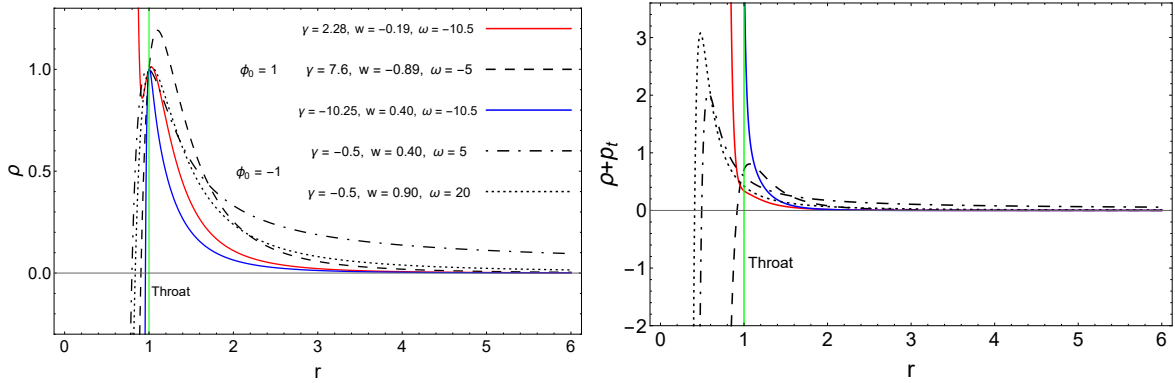 γ = 2.28, w = −0.19, ω = −10.5
ϕ0 = 1
γ = 7.6, w = −0.89, ω = −5
γ = −10.25, w = 0.40, ω = −10.5
γ = −0.5, w = 0.40, ω = 5
ϕ0 = −1
γ = −0.5, w = 0.90, ω = 20
1.0
0.5
0.0
ρ
Throat
0 1 2 3 4 5 6
r
3
2
1
0
−1
−2
ρ+pt
Throat
0 1 2 3 4 5 6
r